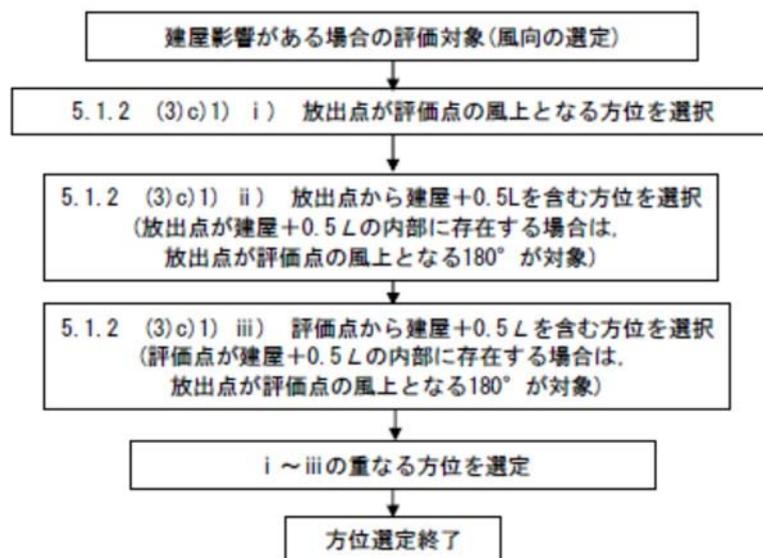 建屋影響がある場合の評価対象(風向の選定)
5.1.2 (3)c)1) ⅰ) 放出点が評価点の風上となる方位を選択
5.1.2 (3)c)1) ⅱ) 放出点から建屋+0.5Lを含む方位を選択
(放出点が建屋+0.5Lの内部に存在する場合は,
放出点が評価点の風上となる180°が対象)
5.1.2 (3)c)1) ⅲ) 評価点から建屋+0.5Lを含む方位を選択
(評価点が建屋+0.5Lの内部に存在する場合は,
放出点が評価点の風上となる180°が対象)
ⅰ~ⅲの重なる方位を選定
方位選定終了